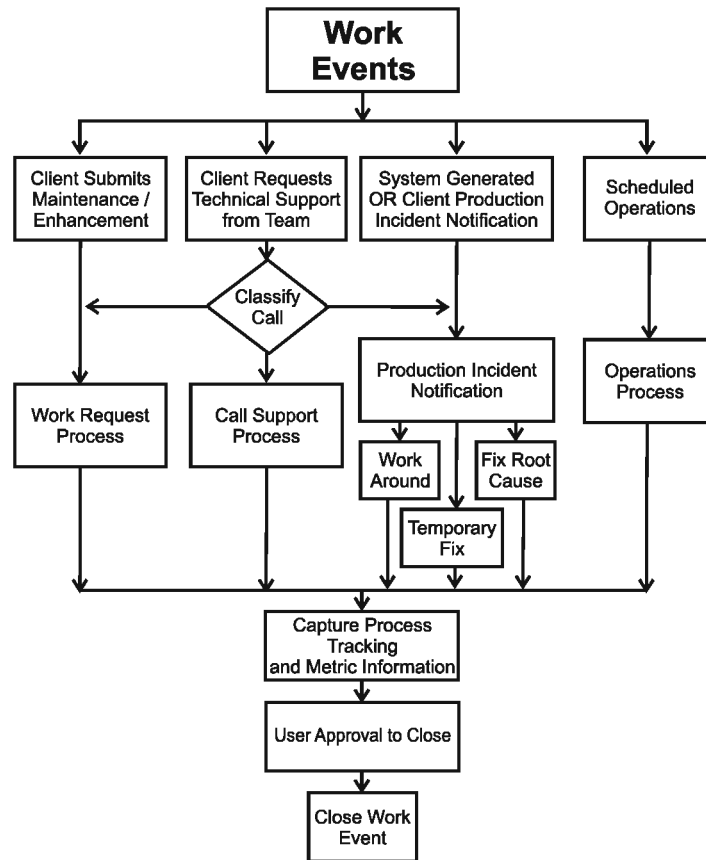 Work
Events
Client Submits
Maintenance /
Enhancement
Client Requests
Technical Support
from Team
System Generated
OR Client Production
Incident Notification
Scheduled
Operations
Classify
Call
Production Incident
Notification
Operations
Process
Work Request
Process
Call Support
Process
Work
Around
Fix Root
Cause
Temporary
Fix
Capture Process
Tracking
and Metric Information
User Approval to Close
Close Work
Event